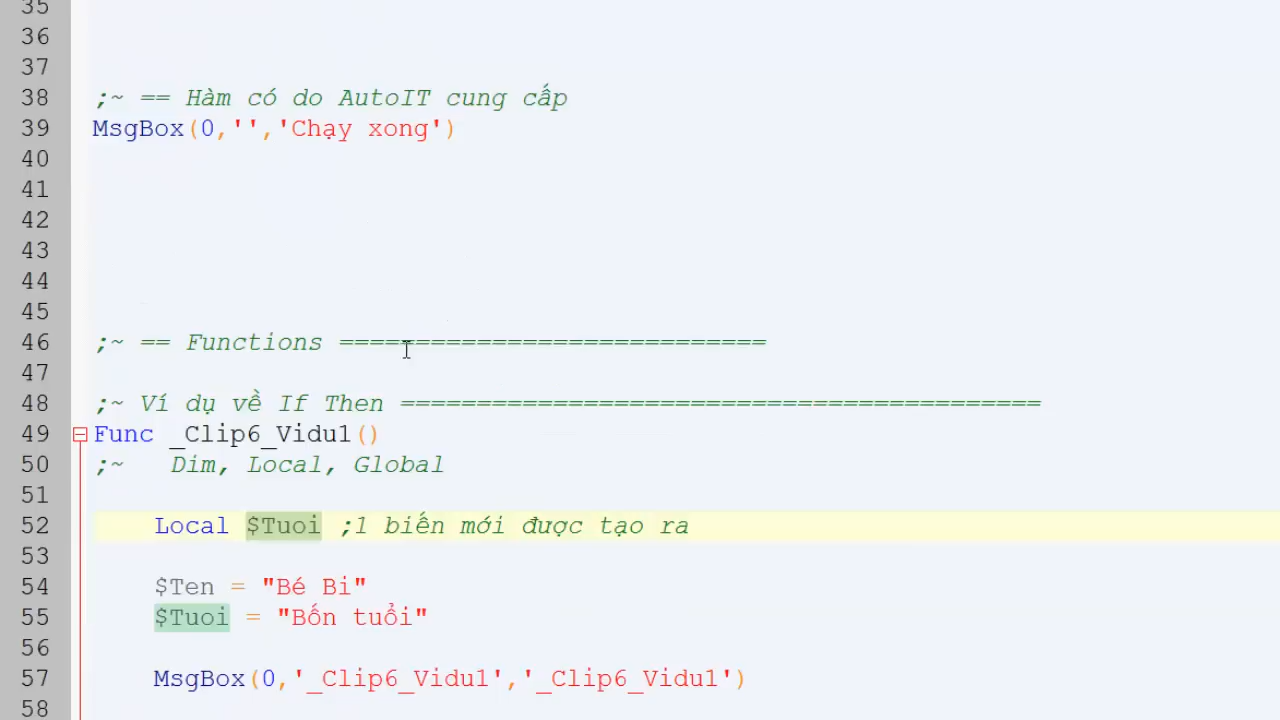 35
36
37
38 ;~ == Hàm có do AutoIT cung cấp
39 MsgBox(0,'','Chạy xong')
40
41
42
43
44
45
46 ;~ == Functions ============================
47
48 ;~ Ví dụ về If Then ==========================================
49 Func _Clip6_Vidu1()
50 ;~ Dim, Local, Global
51
52 Local $Tuoi ;1 biến mới được tạo ra
53
54 $Ten = "Bé Bi"
55 $Tuoi = "Bốn tuổi"
56
57 MsgBox(0,'_Clip6_Vidu1','_Clip6_Vidu1')
58